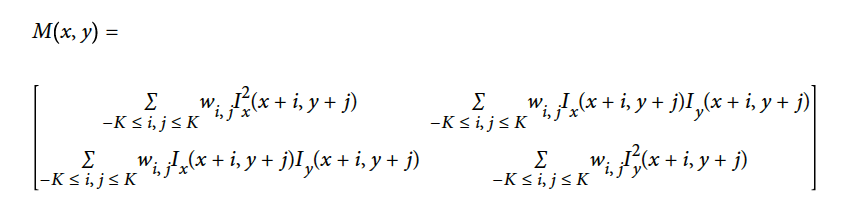 M(x, y) =
[ Σ_{−K ≤ i, j ≤ K} w_{i, j} I_x^2(x + i, y + j)    Σ_{−K ≤ i, j ≤ K} w_{i, j} I_x(x + i, y + j) I_y(x + i, y + j)
Σ_{−K ≤ i, j ≤ K} w_{i, j} I_x(x + i, y + j) I_y(x + i, y + j)    Σ_{−K ≤ i, j ≤ K} w_{i, j} I_y^2(x + i, y + j) ]